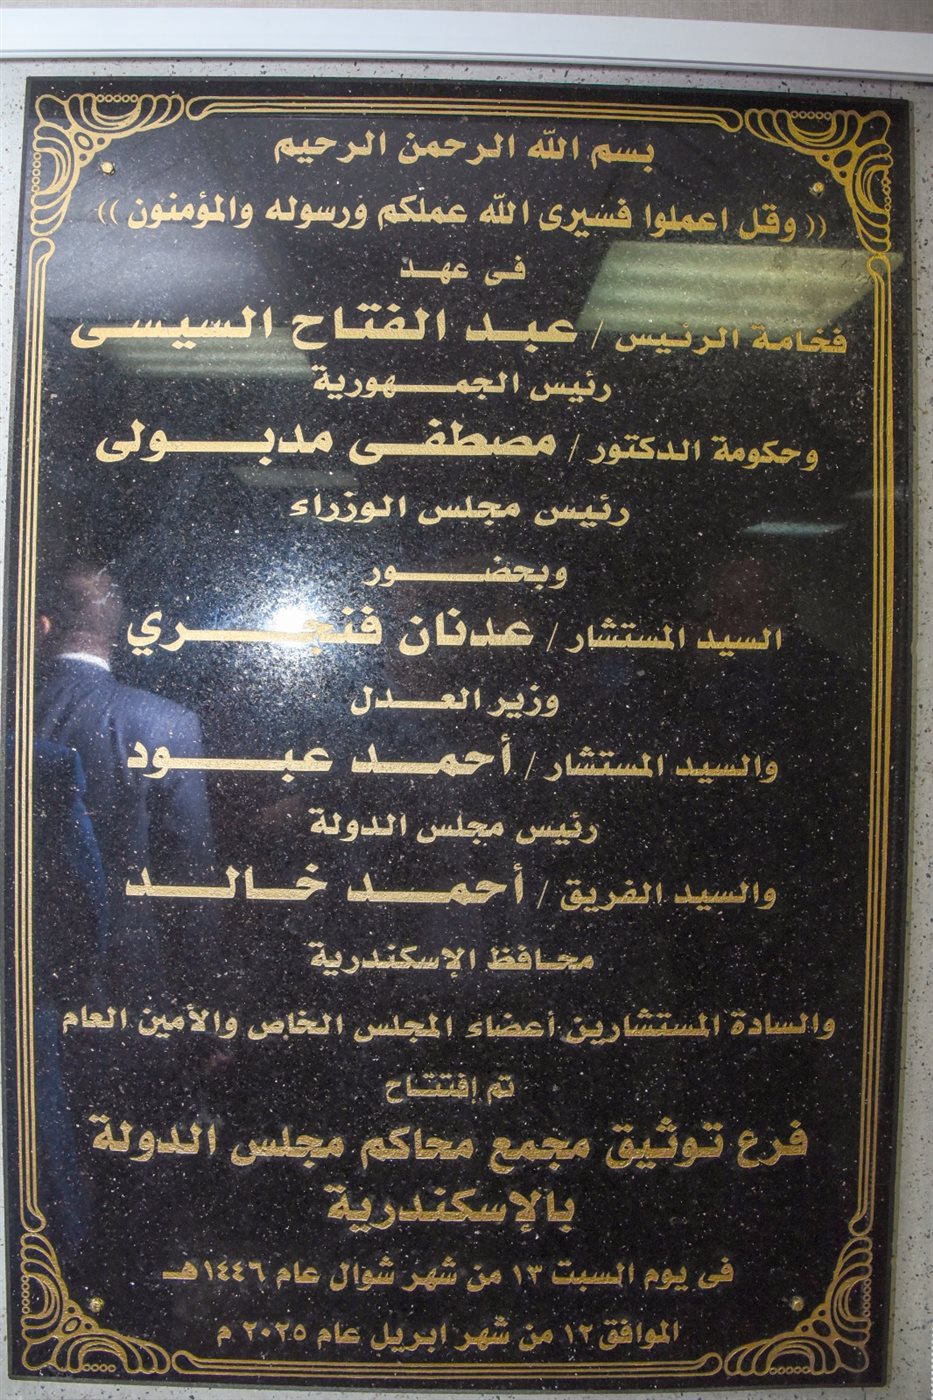 بسم الله الرحمن الرحيم
(( وقل اعملوا فسيرى الله عملكم ورسوله والمؤمنون ))
فى عهد
فخامة الرئيس / عبد الفتاح السيسى
رئيس الجمهورية
وحكومة الدكتور / مصطفى مدبولى
رئيس مجلس الوزراء
وبحضور
السيد المستشار / عدنان فنجري
وزير العدل
والسيد المستشار / أحمد عبود
رئيس مجلس الدولة
والسيد الفريق / أحمد خالد
محافظ الإسكندرية
والسادة المستشارين أعضاء المجلس الخاص والأمين العام
تم إفتتاح
فرع توثيق مجمع محاكم مجلس الدولة
بالإسكندرية
فى يوم السبت ١٣ من شهر شوال عام ١٤٤٦هـ
الموافق ١٢ من شهر ابريل عام ٢٠٢٥ م